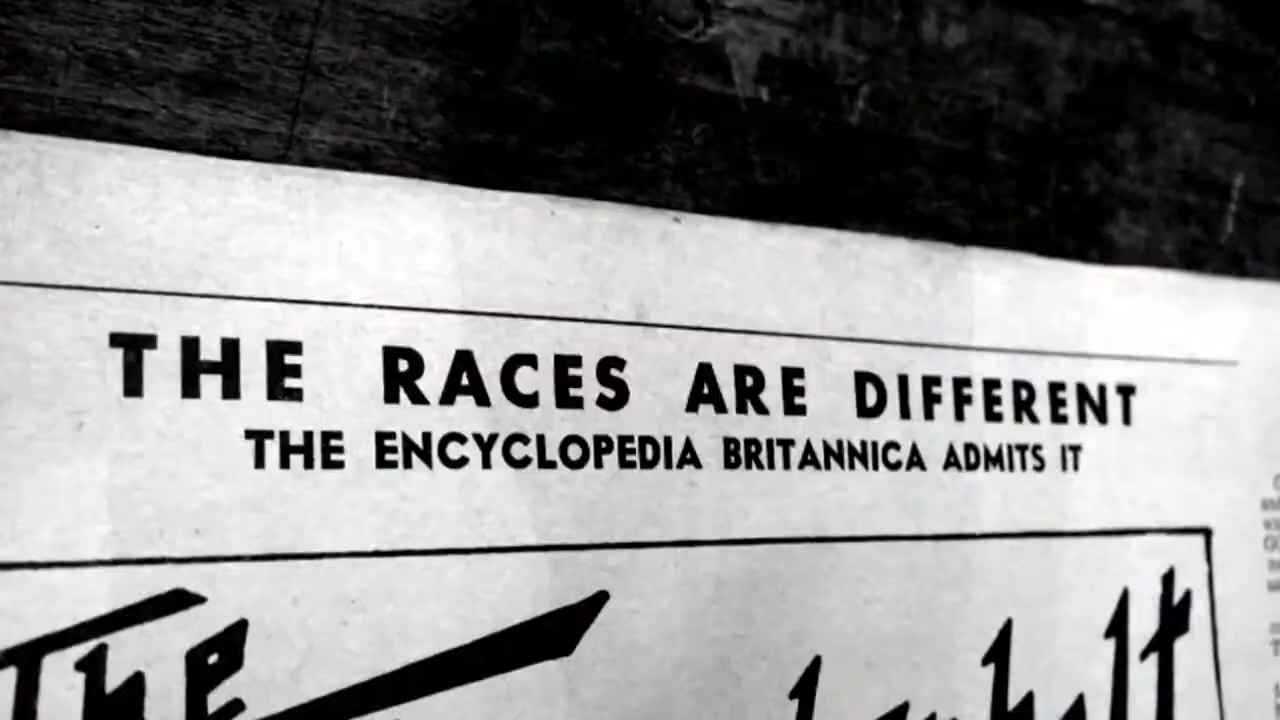 THE RACES ARE DIFFERENT
THE ENCYCLOPEDIA BRITANNICA ADMITS IT
The